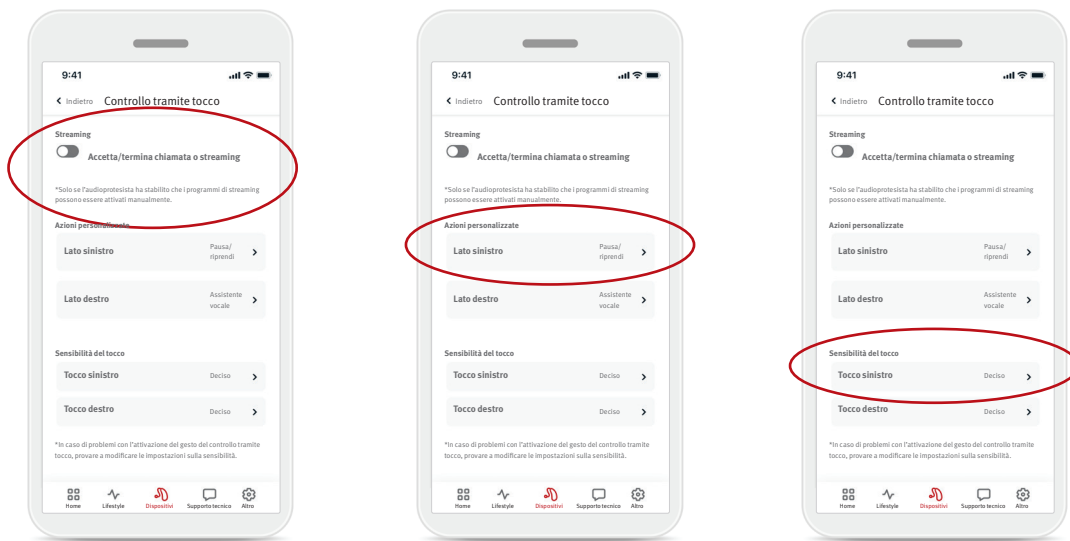 9:41
Indietro Controllo tramite tocco
Streaming
Accetta/termina chiamata o streaming
*Solo se l'audioprotesista ha stabilito che i programmi di streaming
possono essere attivati manualmente.
Azioni personalizzate
Lato sinistro Pausa/
riprendi
Lato destro Assistente
vocale
Sensibilità del tocco
Tocco sinistro Deciso
Tocco destro Deciso
*In caso di problemi con l'attivazione del gesto del controllo tramite
tocco, provare a modificare le impostazioni sulla sensibilità.
Home Lifestyle Dispositivi Supporto tecnico Altro
9:41
Indietro Controllo tramite tocco
Streaming
Accetta/termina chiamata o streaming
*Solo se l'audioprotesista ha stabilito che i programmi di streaming
possono essere attivati manualmente.
Azioni personalizzate
Lato sinistro Pausa/
riprendi
Lato destro Assistente
vocale
Sensibilità del tocco
Tocco sinistro Deciso
Tocco destro Deciso
*In caso di problemi con l'attivazione del gesto del controllo tramite
tocco, provare a modificare le impostazioni sulla sensibilità.
Home Lifestyle Dispositivi Supporto tecnico Altro
9:41
Indietro Controllo tramite tocco
Streaming
Accetta/termina chiamata o streaming
*Solo se l'audioprotesista ha stabilito che i programmi di streaming
possono essere attivati manualmente.
Azioni personalizzate
Lato sinistro Pausa/
riprendi
Lato destro Assistente
vocale
Sensibilità del tocco
Tocco sinistro Deciso
Tocco destro Deciso
*In caso di problemi con l'attivazione del gesto del controllo tramite
tocco, provare a modificare le impostazioni sulla sensibilità.
Home Lifestyle Dispositivi Supporto tecnico Altro